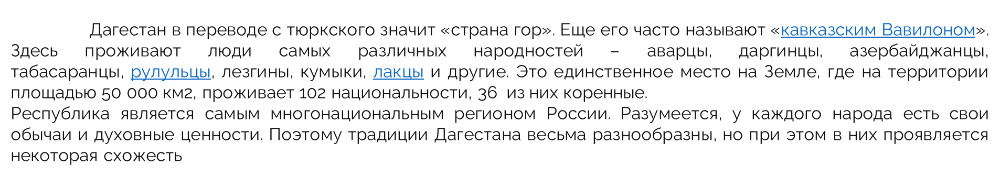 Дагестан в переводе с тюркского значит «страна гор». Еще его часто называют «кавказским Вавилоном».
Здесь проживают люди самых различных народностей – аварцы, даргинцы, азербайджанцы,
табасаранцы, рулульцы, лезгины, кумыки, лакцы и другие. Это единственное место на Земле, где на территории
площадью 50 000 км2, проживает 102 национальности, 36  из них коренные.
Республика является самым многонациональным регионом России. Разумеется, у каждого народа есть свои
обычаи и духовные ценности. Поэтому традиции Дагестана весьма разнообразны, но при этом в них проявляется
некоторая схожесть